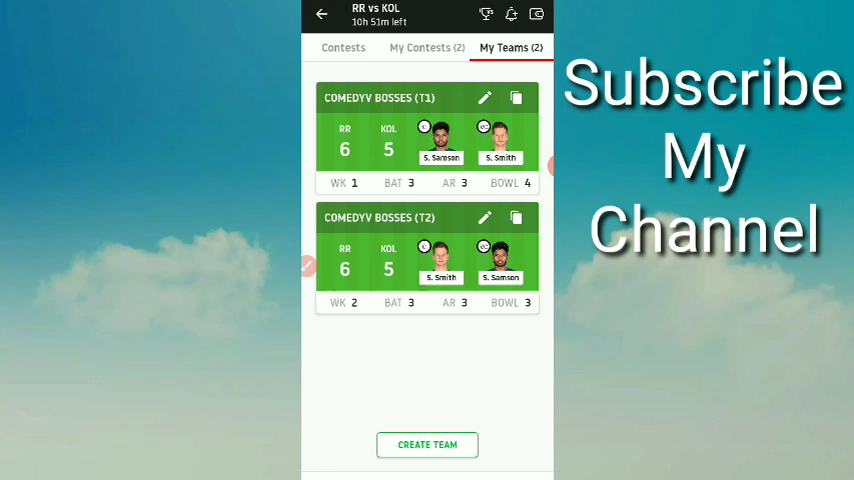 RR vs KOL
10h 51m left
Contests My Contests (2) My Teams (2)
COMEDYV BOSSES (T1)
RR KOL
6 5
C VC
S. Samson S. Smith
WK 1 BAT 3 AR 3 BOWL 4
COMEDYV BOSSES (T2)
RR KOL
6 5
C VC
S. Smith S. Samson
WK 2 BAT 3 AR 3 BOWL 3
CREATE TEAM
Subscribe
My
Channel